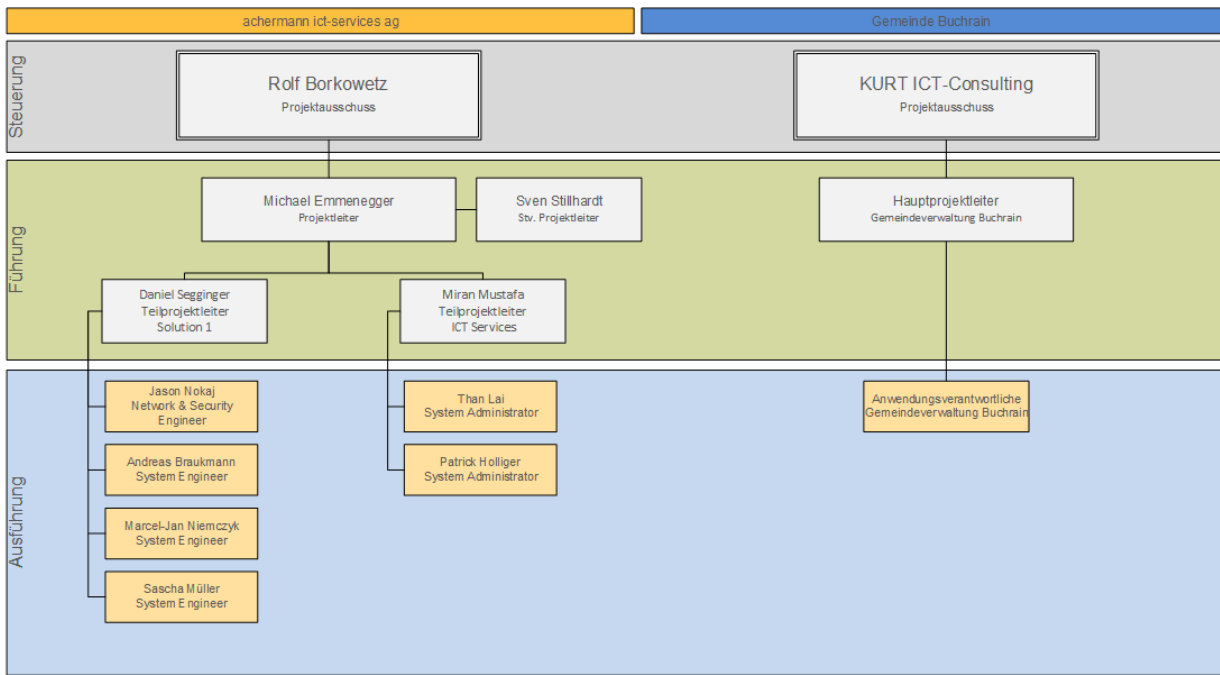 achermann ict-services ag
Gemeinde Buchrain
Steuerung
Rolf Borkowetz
Projektausschuss
KURT ICT-Consulting
Projektausschuss
Führung
Michael Emmenegger
Projektleiter
Sven Stillhardt
Stv. Projektleiter
Hauptprojektleiter
Gemeindeverwaltung Buchrain
Daniel Segginger
Teilprojektleiter
Solution 1
Miran Mustafa
Teilprojektleiter
ICT Services
Ausführung
Jason Nokaj
Network & Security
Engineer
Andreas Braukmann
System Engineer
Marcel-Jan Niemczyk
System Engineer
Sascha Müller
System Engineer
Than Lai
System Administrator
Patrick Holliger
System Administrator
Anwendungsverantwortliche
Gemeindeverwaltung Buchrain